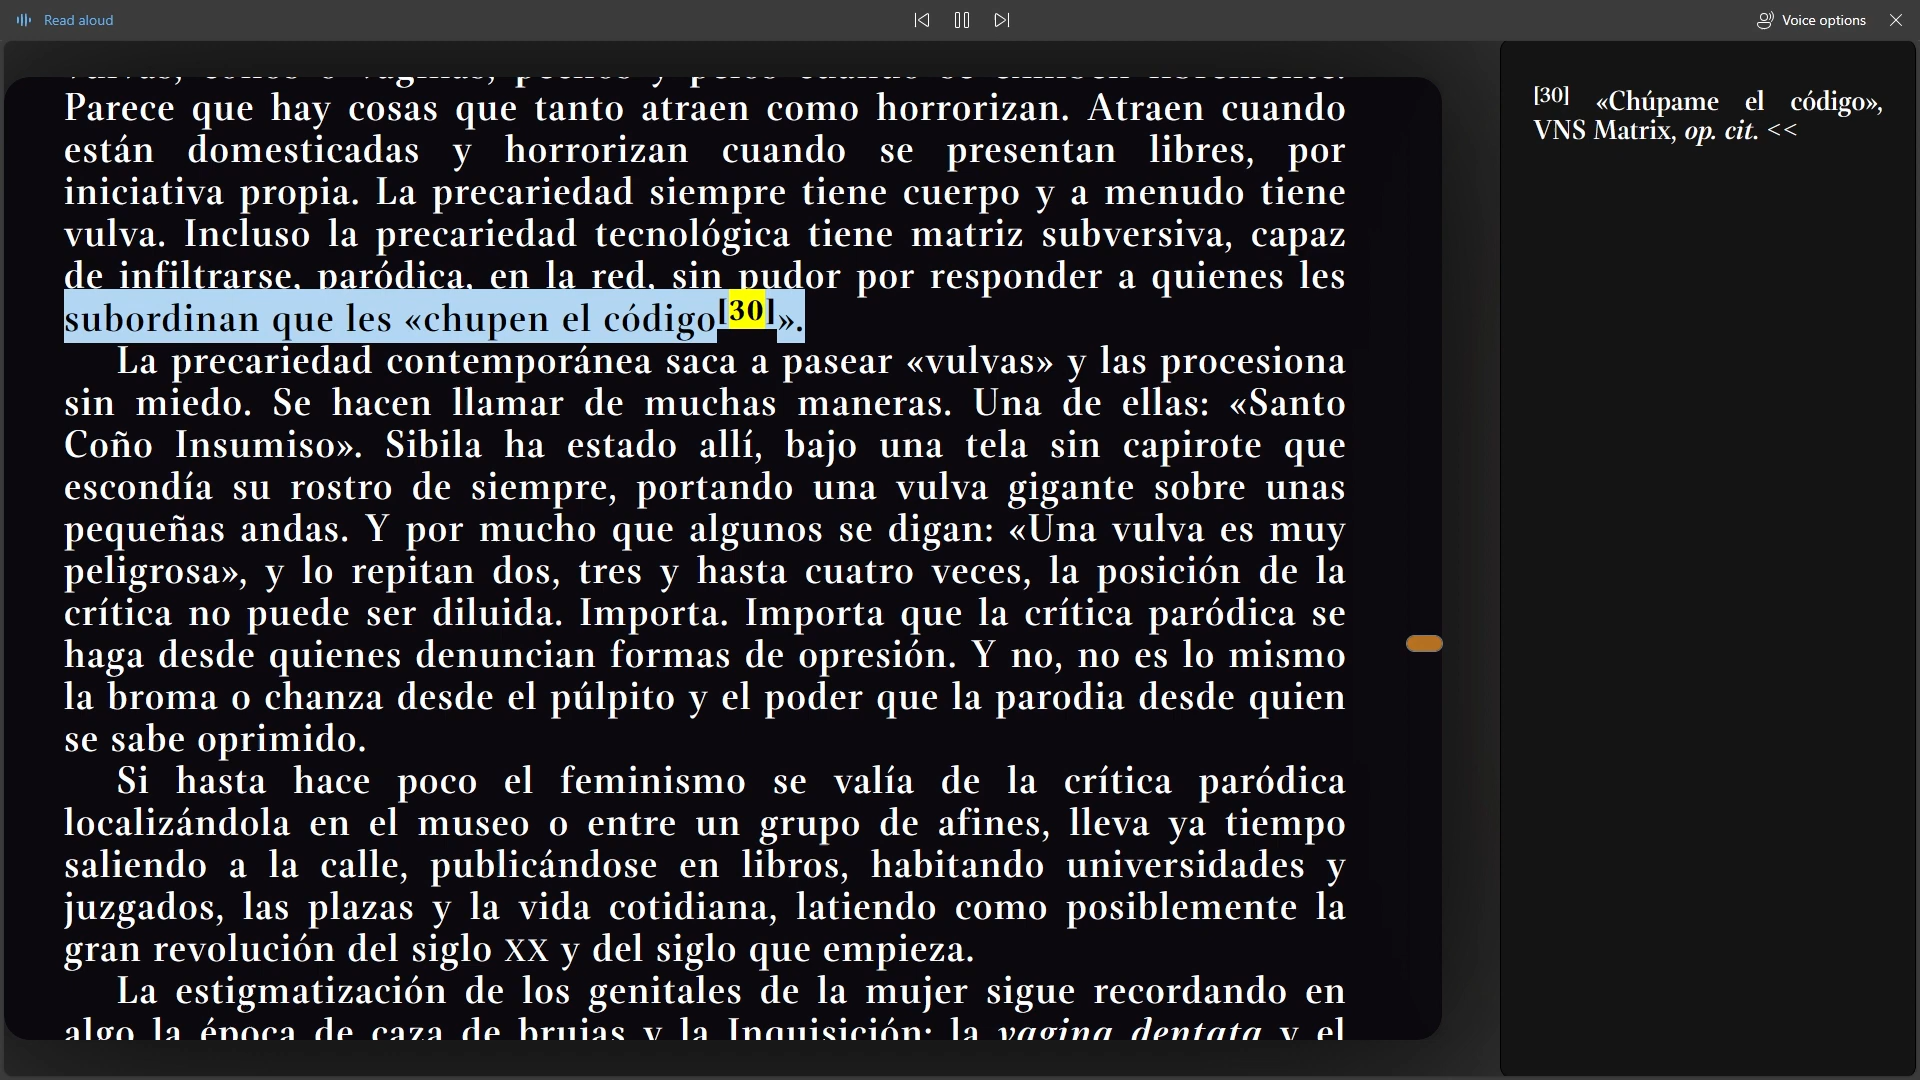 Read aloud
Voice options
Parece que hay cosas que tanto atraen como horrorizan. Atraen cuando
están domesticadas y horrorizan cuando se presentan libres, por
iniciativa propia. La precariedad siempre tiene cuerpo y a menudo tiene
vulva. Incluso la precariedad tecnológica tiene matriz subversiva, capaz
de infiltrarse, paródica, en la red, sin pudor por responder a quienes les
subordinan que les «chupen el código[30]».
La precariedad contemporánea saca a pasear «vulvas» y las procesiona
sin miedo. Se hacen llamar de muchas maneras. Una de ellas: «Santo
Coño Insumiso». Sibila ha estado allí, bajo una tela sin capirote que
escondía su rostro de siempre, portando una vulva gigante sobre unas
pequeñas andas. Y por mucho que algunos se digan: «Una vulva es muy
peligrosa», y lo repitan dos, tres y hasta cuatro veces, la posición de la
crítica no puede ser diluida. Importa. Importa que la crítica paródica se
haga desde quienes denuncian formas de opresión. Y no, no es lo mismo
la broma o chanza desde el púlpito y el poder que la parodia desde quien
se sabe oprimido.
Si hasta hace poco el feminismo se valía de la crítica paródica
localizándola en el museo o entre un grupo de afines, lleva ya tiempo
saliendo a la calle, publicándose en libros, habitando universidades y
juzgados, las plazas y la vida cotidiana, latiendo como posiblemente la
gran revolución del siglo XX y del siglo que empieza.
La estigmatización de los genitales de la mujer sigue recordando en
algo la época de caza de brujas y la Inquisición: la vagina dentata y el
[30] «Chúpame el código»,
VNS Matrix, op. cit. <<